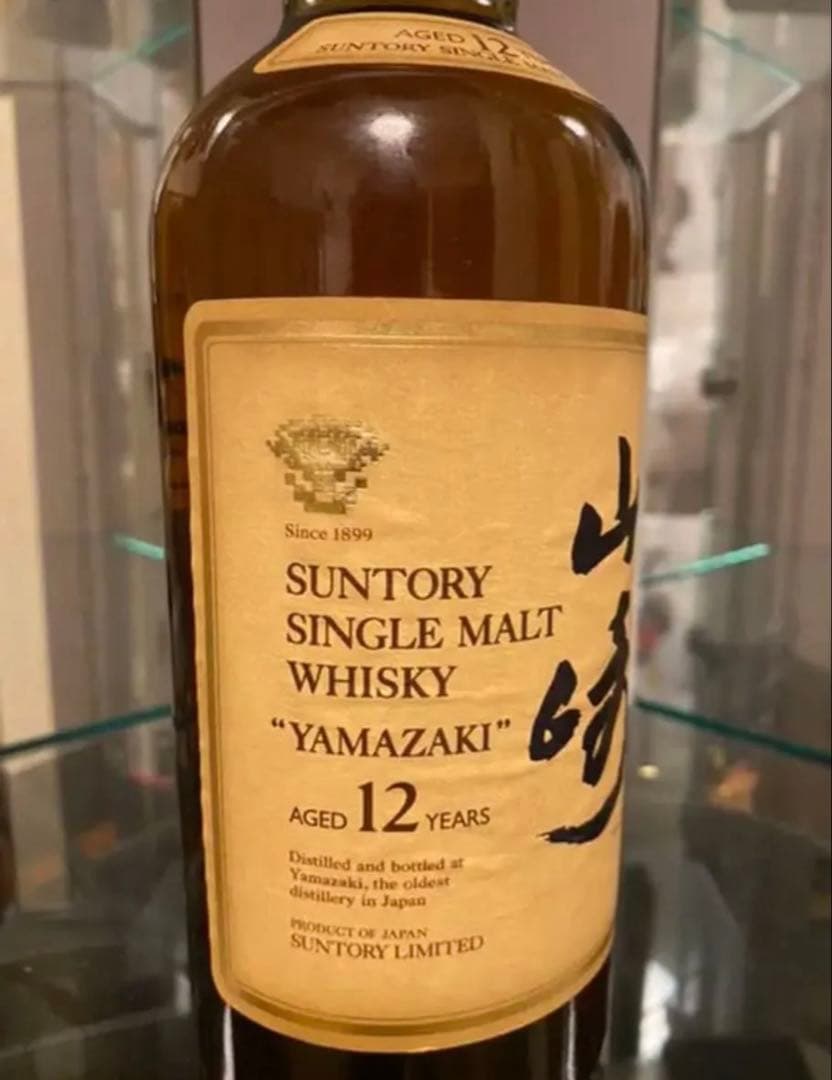 AGED 12
SUNTORY SINGLE
Since 1899
SUNTORY
SINGLE MALT
WHISKY
“YAMAZAKI”
AGED 12 YEARS
Distilled and bottled at
Yamazaki, the oldest
distillery in Japan
PRODUCT OF JAPAN
SUNTORY LIMITED
山崎